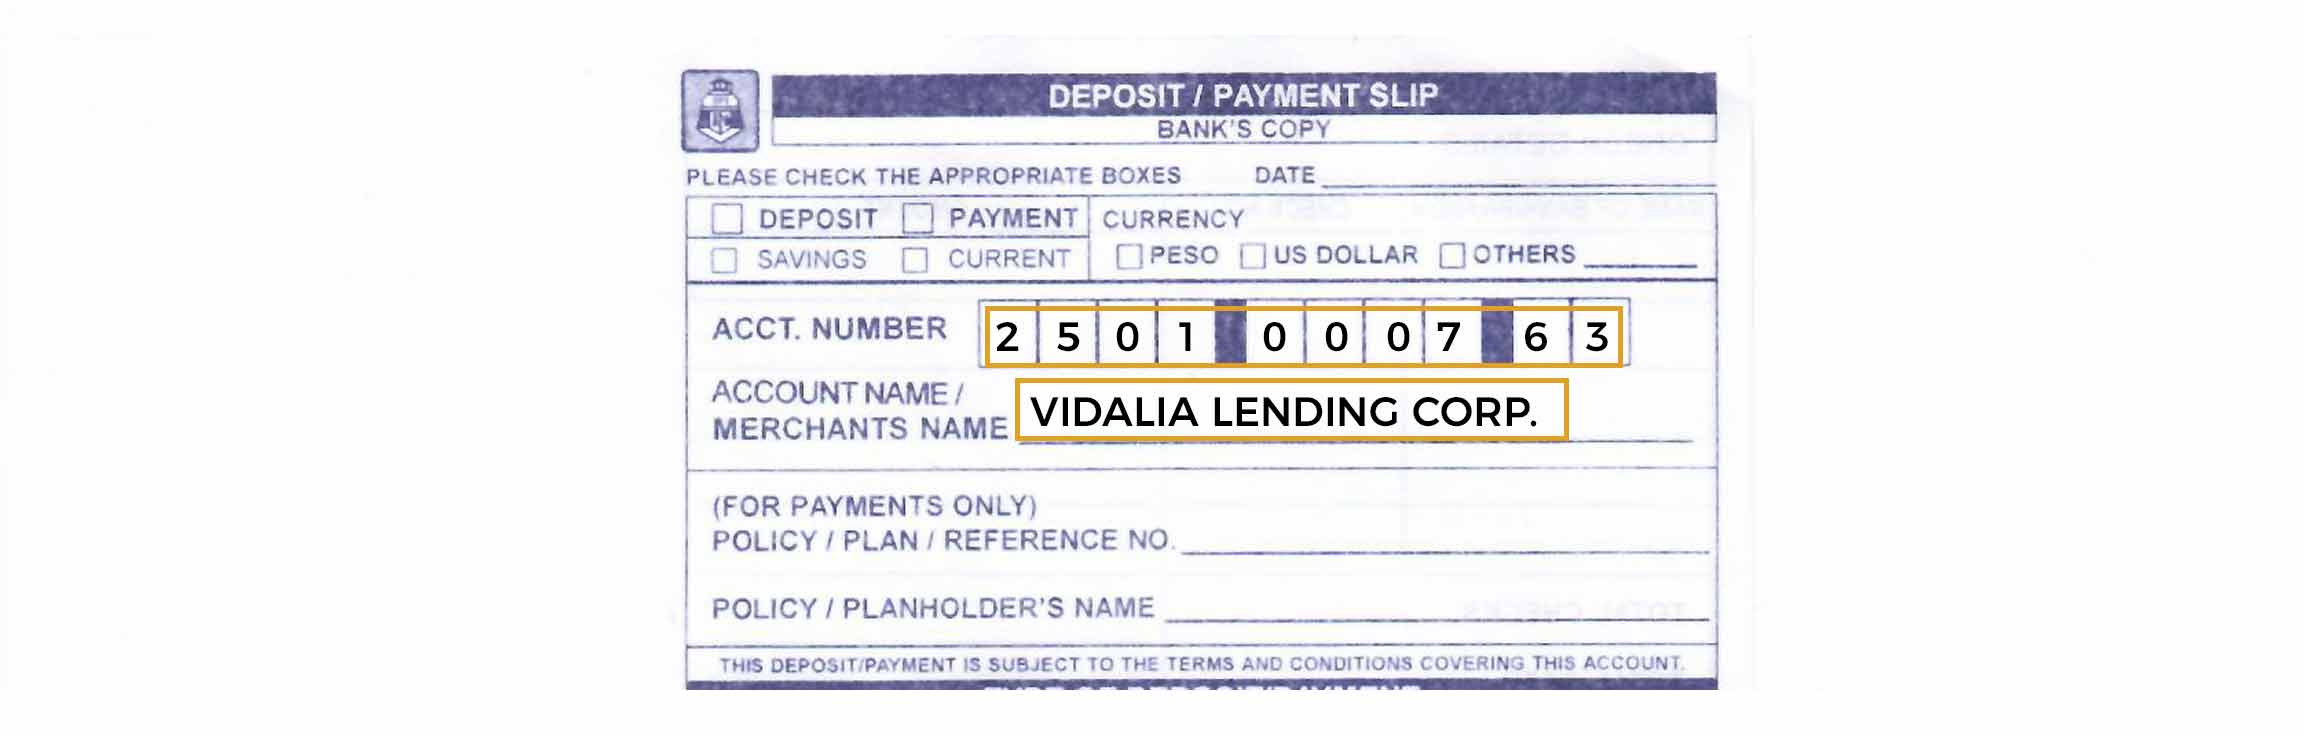 DEPOSIT / PAYMENT SLIP
BANK'S COPY
PLEASE CHECK THE APPROPRIATE BOXES DATE
DEPOSIT PAYMENT CURRENCY
SAVINGS CURRENT PESO US DOLLAR OTHERS
ACCT. NUMBER 2 5 0 1 0 0 0 7 6 3
ACCOUNT NAME /
MERCHANTS NAME VIDALIA LENDING CORP.
(FOR PAYMENTS ONLY)
POLICY / PLAN / REFERENCE NO.
POLICY / PLANHOLDER'S NAME
THIS DEPOSIT/PAYMENT IS SUBJECT TO THE TERMS AND CONDITIONS COVERING THIS ACCOUNT.